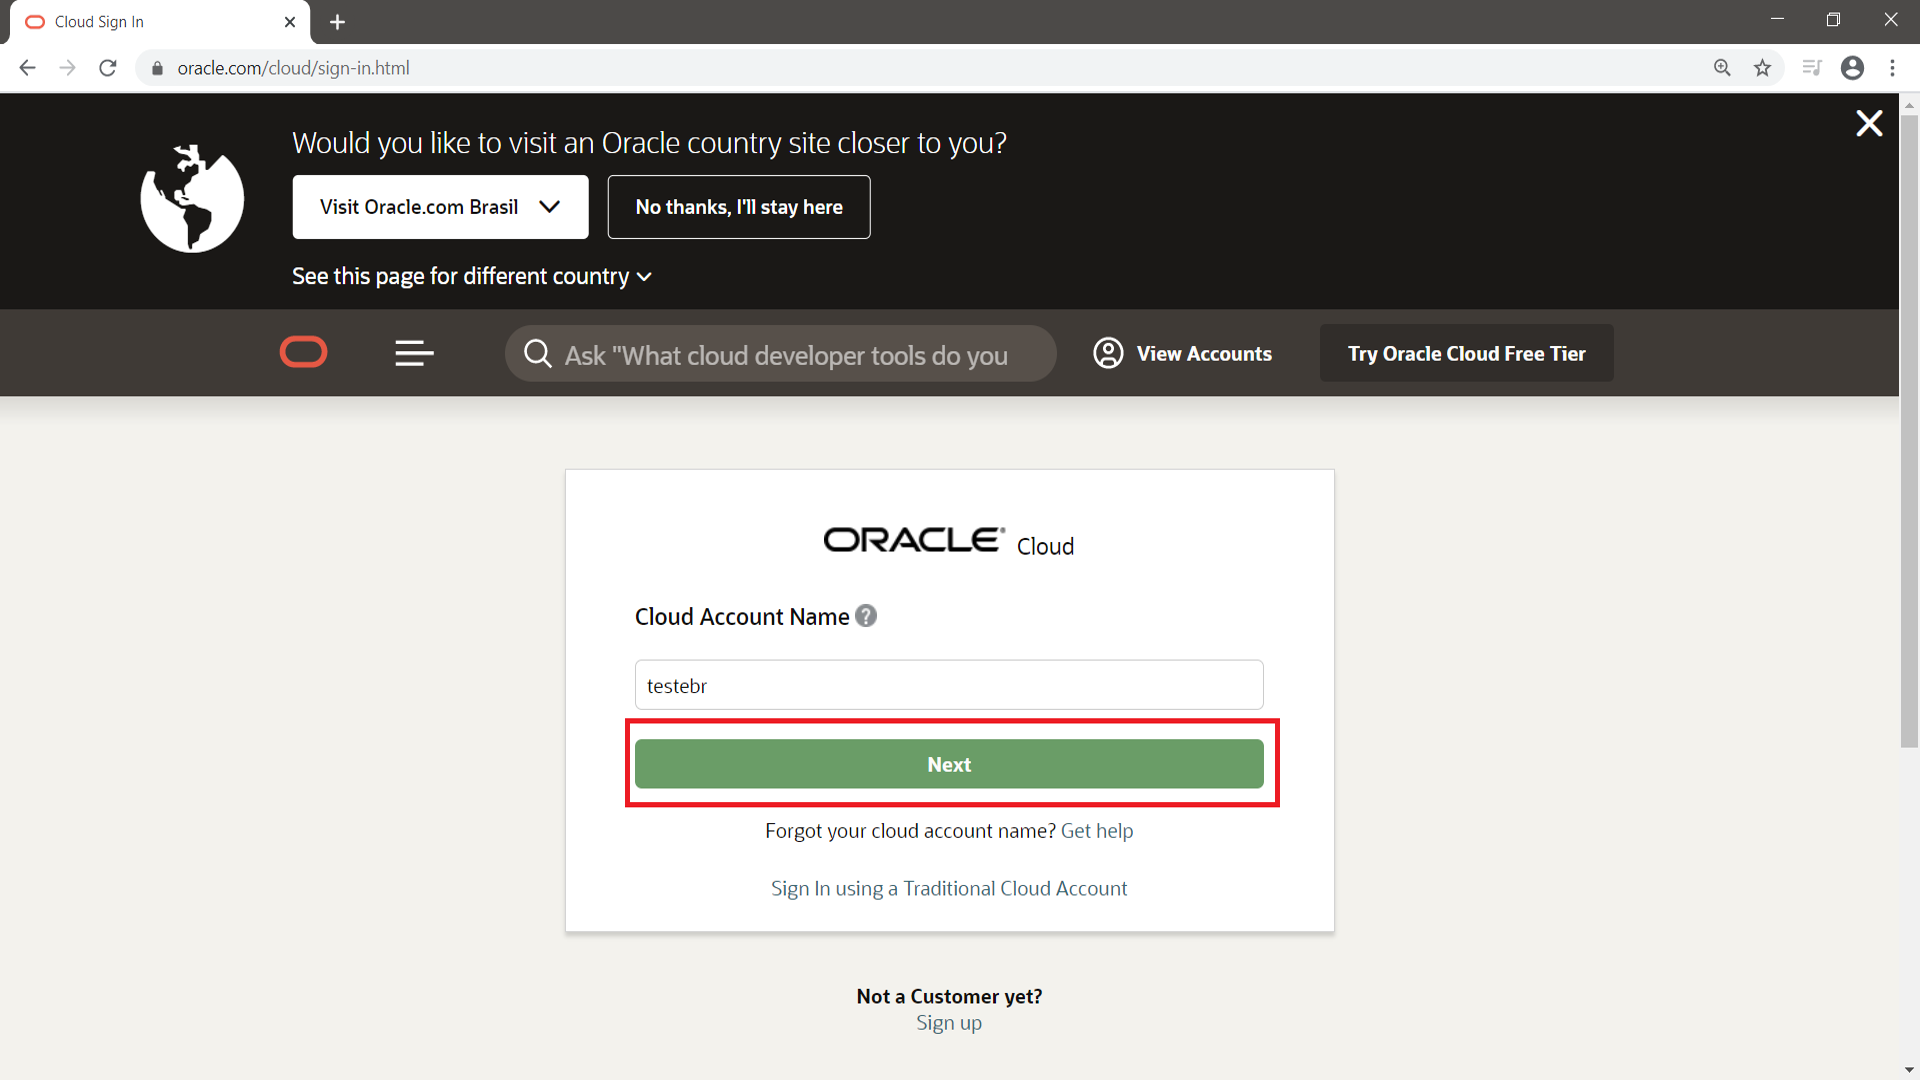 Cloud Sign In
oracle.com/cloud/sign-in.html
Would you like to visit an Oracle country site closer to you?
Visit Oracle.com Brasil
No thanks, I'll stay here
See this page for different country
Ask "What cloud developer tools do you
View Accounts
Try Oracle Cloud Free Tier
ORACLE® Cloud
Cloud Account Name ?
testebr
Next
Forgot your cloud account name? Get help
Sign In using a Traditional Cloud Account
Not a Customer yet?
Sign up